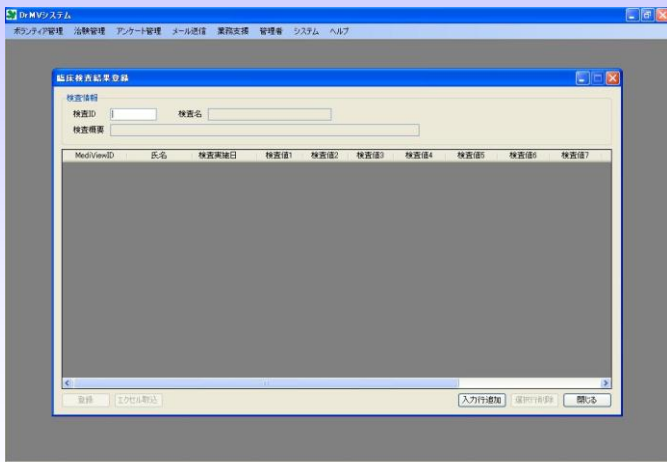 Dr MVシステム
ボランティア管理 治験管理 アンケート管理 メール送信 業務支援 管理者 システム ヘルプ
臨床検査結果登録
検査情報
検査ID 検査名
検査概要
MediViewID 氏名 検査実施日 検査値1 検査値2 検査値3 検査値4 検査値5 検査値6 検査値7
登録 エクセル取込 入力行追加 選択行削除 閉じる